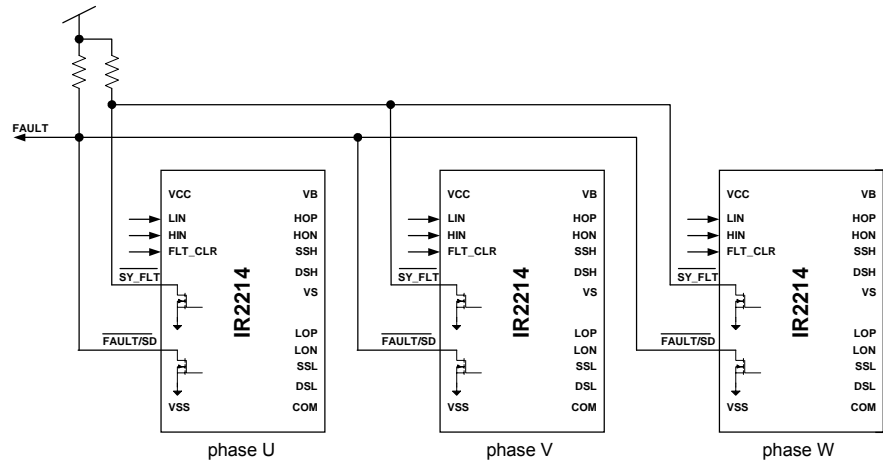 FAULT
VCC
LIN
HIN
FLT_CLR
SY_FLT
FAULT/SD
VSS
IR2214
VB
HOP
HON
SSH
DSH
VS
LOP
LON
SSL
DSL
COM
phase U
VCC
LIN
HIN
FLT_CLR
SY_FLT
FAULT/SD
VSS
IR2214
VB
HOP
HON
SSH
DSH
VS
LOP
LON
SSL
DSL
COM
phase V
VCC
LIN
HIN
FLT_CLR
SY_FLT
FAULT/SD
VSS
IR2214
VB
HOP
HON
SSH
DSH
VS
LOP
LON
SSL
DSL
COM
phase W